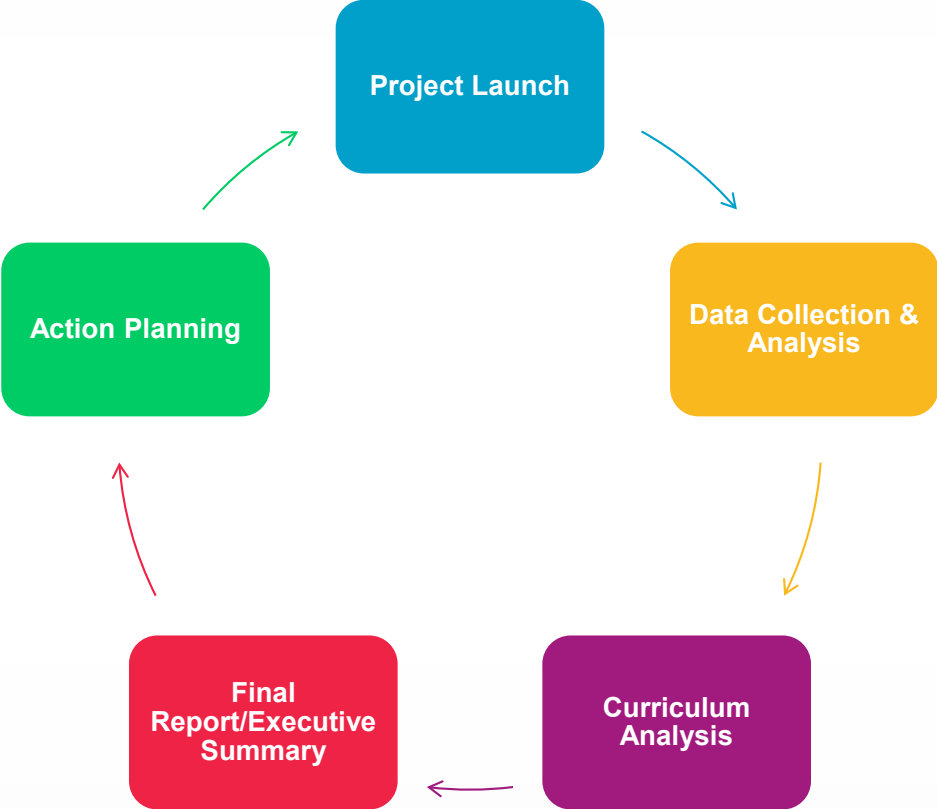 Project Launch
Data Collection &
Analysis
Curriculum
Analysis
Final
Report/Executive
Summary
Action Planning